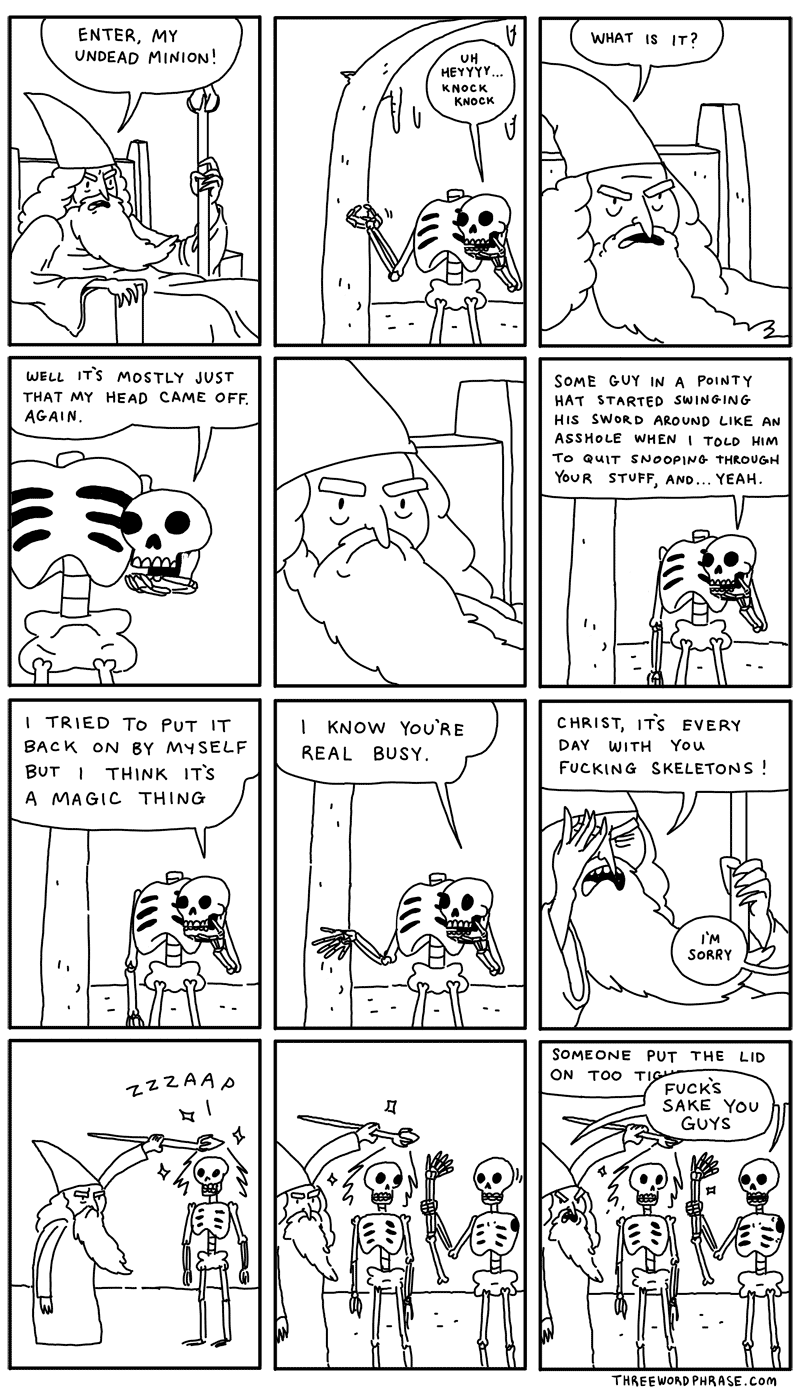 ENTER, MY
UNDEAD MINION!
UH
HEYYYY...
KNOCK
KNOCK
WHAT IS IT?
WELL IT'S MOSTLY JUST
THAT MY HEAD CAME OFF.
AGAIN.
SOME GUY IN A POINTY
HAT STARTED SWINGING
HIS SWORD AROUND LIKE AN
ASSHOLE WHEN I TOLD HIM
TO QUIT SNOOPING THROUGH
YOUR STUFF, AND... YEAH.
I TRIED TO PUT IT
BACK ON BY MYSELF
BUT I THINK IT'S
A MAGIC THING
I KNOW YOU'RE
REAL BUSY.
CHRIST, IT'S EVERY
DAY WITH YOU
FUCKING SKELETONS!
I'M
SORRY
ZZZAAP
SOMEONE PUT THE LID
ON TOO
FUCK'S
SAKE YOU
GUYS
THREEWORDPHRASE.COM